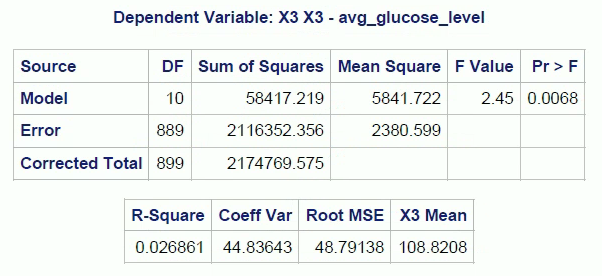 Dependent Variable: X3 X3 - avg_glucose_level
Source DF Sum of Squares Mean Square F Value Pr > F
Model 10 58417.219 5841.722 2.45 0.0068
Error 889 2116352.356 2380.599
Corrected Total 899 2174769.575
R-Square Coeff Var Root MSE X3 Mean
0.026861 44.83643 48.79138 108.8208